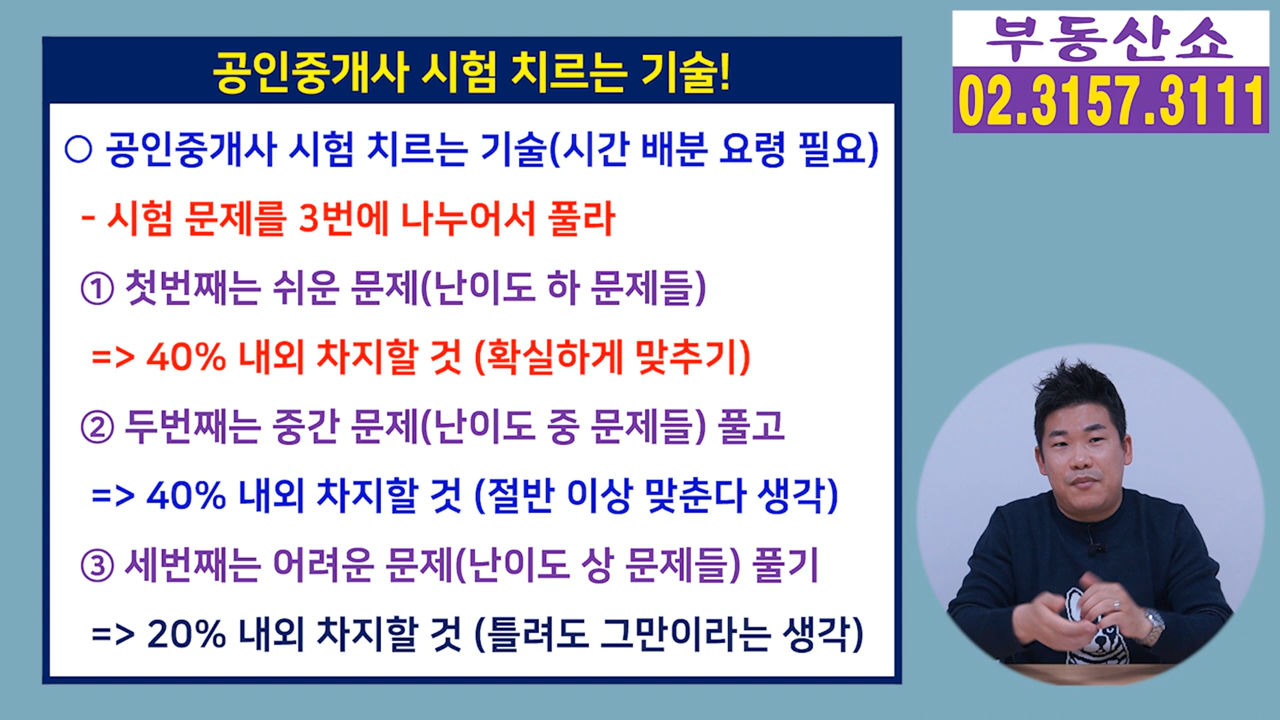 공인중개사 시험 치르는 기술!
○ 공인중개사 시험 치르는 기술(시간 배분 요령 필요)
- 시험 문제를 3번에 나누어서 풀라
① 첫번째는 쉬운 문제(난이도 하 문제들)
=> 40% 내외 차지할 것 (확실하게 맞추기)
② 두번째는 중간 문제(난이도 중 문제들) 풀고
=> 40% 내외 차지할 것 (절반 이상 맞춘다 생각)
③ 세번째는 어려운 문제(난이도 상 문제들) 풀기
=> 20% 내외 차지할 것 (틀려도 그만이라는 생각)
부동산쇼
02.3157.3111